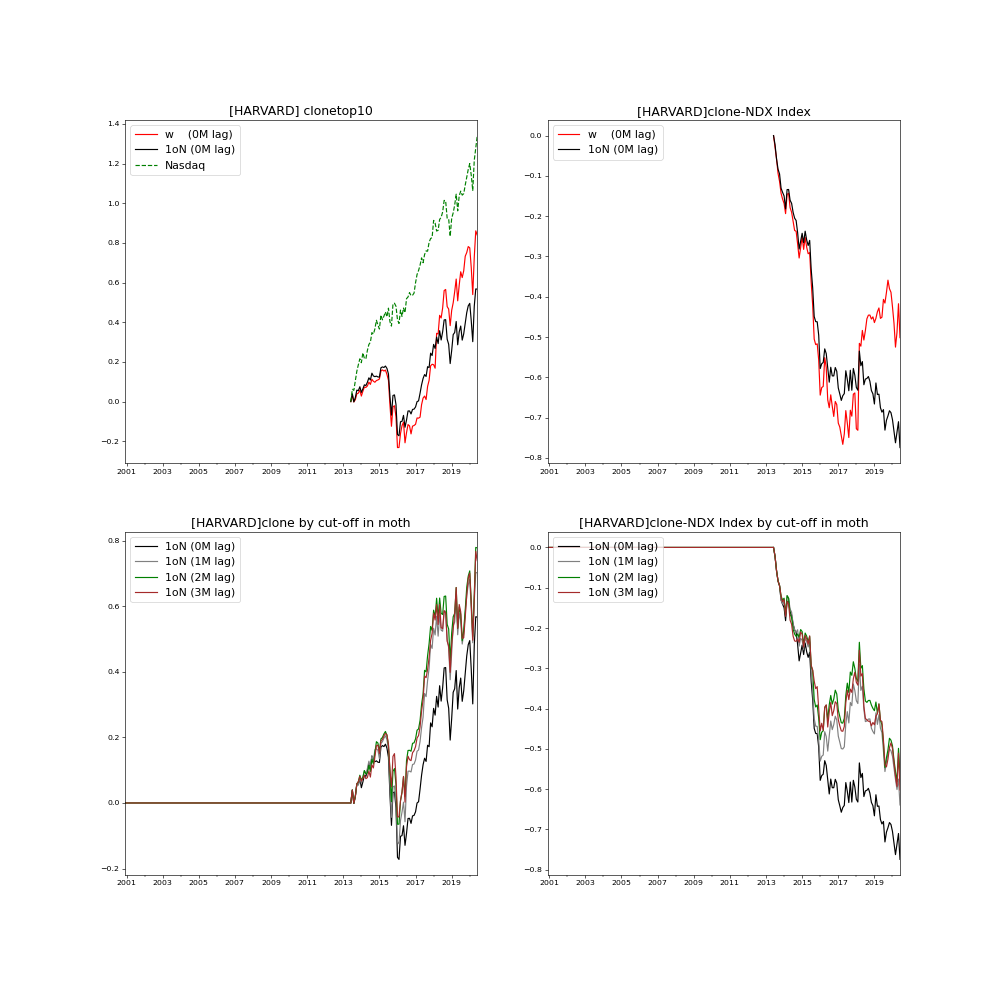 [HARVARD] clonetop10
1.4
1.2
1.0
0.8
0.6
0.4
0.2
0.0
−0.2
w (0M lag)
1oN (0M lag)
Nasdaq
2001 2003 2005 2007 2009 2011 2013 2015 2017 2019
[HARVARD]clone-NDX Index
0.0
−0.1
−0.2
−0.3
−0.4
−0.5
−0.6
−0.7
−0.8
w (0M lag)
1oN (0M lag)
2001 2003 2005 2007 2009 2011 2013 2015 2017 2019
[HARVARD]clone by cut-off in moth
0.8
0.6
0.4
0.2
0.0
−0.2
1oN (0M lag)
1oN (1M lag)
1oN (2M lag)
1oN (3M lag)
2001 2003 2005 2007 2009 2011 2013 2015 2017 2019
[HARVARD]clone-NDX Index by cut-off in moth
0.0
−0.1
−0.2
−0.3
−0.4
−0.5
−0.6
−0.7
−0.8
1oN (0M lag)
1oN (1M lag)
1oN (2M lag)
1oN (3M lag)
2001 2003 2005 2007 2009 2011 2013 2015 2017 2019